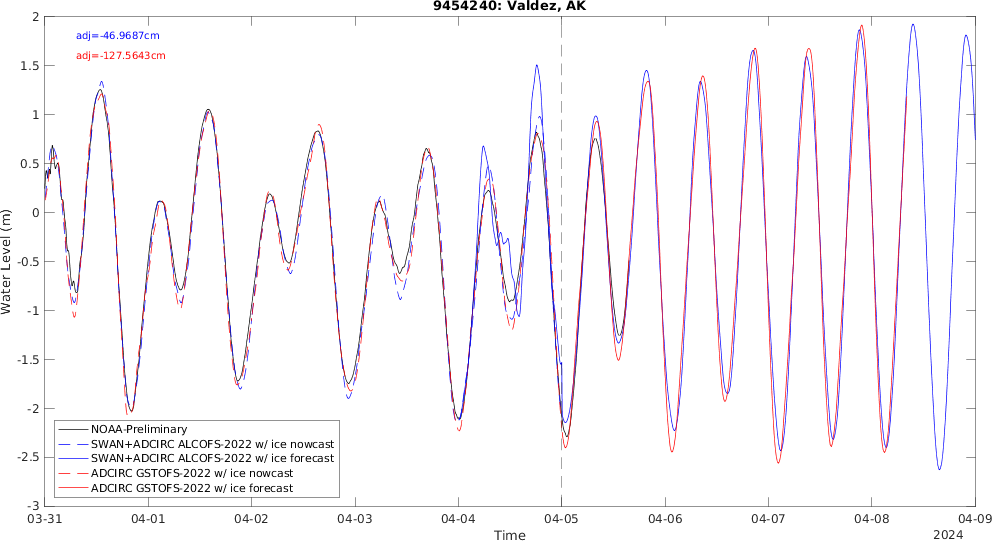 9454240: Valdez, AK
adj=-46.9687cm
adj=-127.5643cm
2
1.5
1
0.5
0
-0.5
-1
-1.5
-2
-2.5
-3
Water Level (m)
NOAA-Preliminary
SWAN+ADCIRC ALCOFS-2022 w/ ice nowcast
SWAN+ADCIRC ALCOFS-2022 w/ ice forecast
ADCIRC GSTOFS-2022 w/ ice nowcast
ADCIRC GSTOFS-2022 w/ ice forecast
03-31 04-01 04-02 04-03 04-04 04-05 04-06 04-07 04-08 04-09
Time
2024